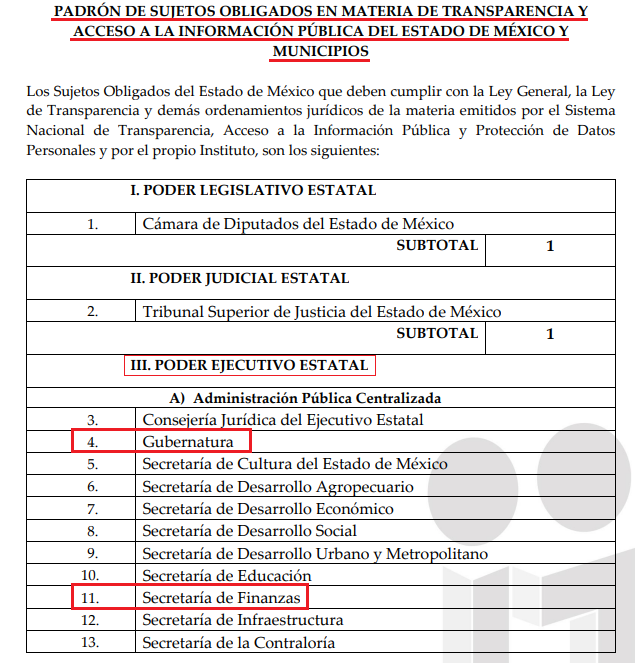 PADRÓN DE SUJETOS OBLIGADOS EN MATERIA DE TRANSPARENCIA Y
ACCESO A LA INFORMACIÓN PÚBLICA DEL ESTADO DE MÉXICO Y
MUNICIPIOS
Los Sujetos Obligados del Estado de México que deben cumplir con la Ley General, la Ley
de Transparencia y demás ordenamientos jurídicos de la materia emitidos por el Sistema
Nacional de Transparencia, Acceso a la Información Pública y Protección de Datos
Personales y por el propio Instituto, son los siguientes:
I. PODER LEGISLATIVO ESTATAL
1. Cámara de Diputados del Estado de México
SUBTOTAL 1
II. PODER JUDICIAL ESTATAL
2. Tribunal Superior de Justicia del Estado de México
SUBTOTAL 1
III. PODER EJECUTIVO ESTATAL
A) Administración Pública Centralizada
3. Consejería Jurídica del Ejecutivo Estatal
4. Gubernatura
5. Secretaría de Cultura del Estado de México
6. Secretaría de Desarrollo Agropecuario
7. Secretaría de Desarrollo Económico
8. Secretaría de Desarrollo Social
9. Secretaría de Desarrollo Urbano y Metropolitano
10. Secretaría de Educación
11. Secretaría de Finanzas
12. Secretaría de Infraestructura
13. Secretaría de la Contraloría